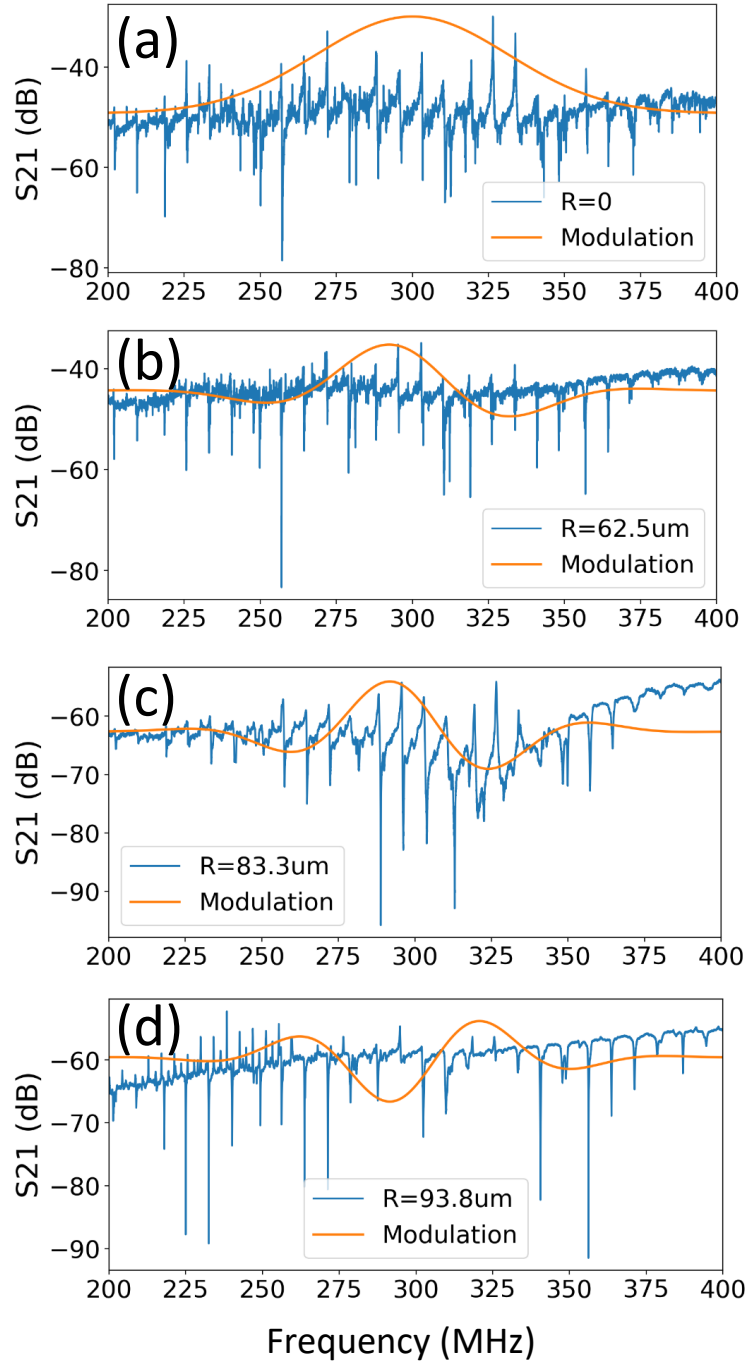 (a)
S21 (dB)
−40
−60
−80
R=0
Modulation
200 225 250 275 300 325 350 375 400
(b)
S21 (dB)
−40
−60
−80
R=62.5um
Modulation
200 225 250 275 300 325 350 375 400
(c)
S21 (dB)
−60
−70
−80
−90
R=83.3um
Modulation
200 225 250 275 300 325 350 375 400
(d)
S21 (dB)
−60
−70
−80
−90
R=93.8um
Modulation
200 225 250 275 300 325 350 375 400
Frequency (MHz)